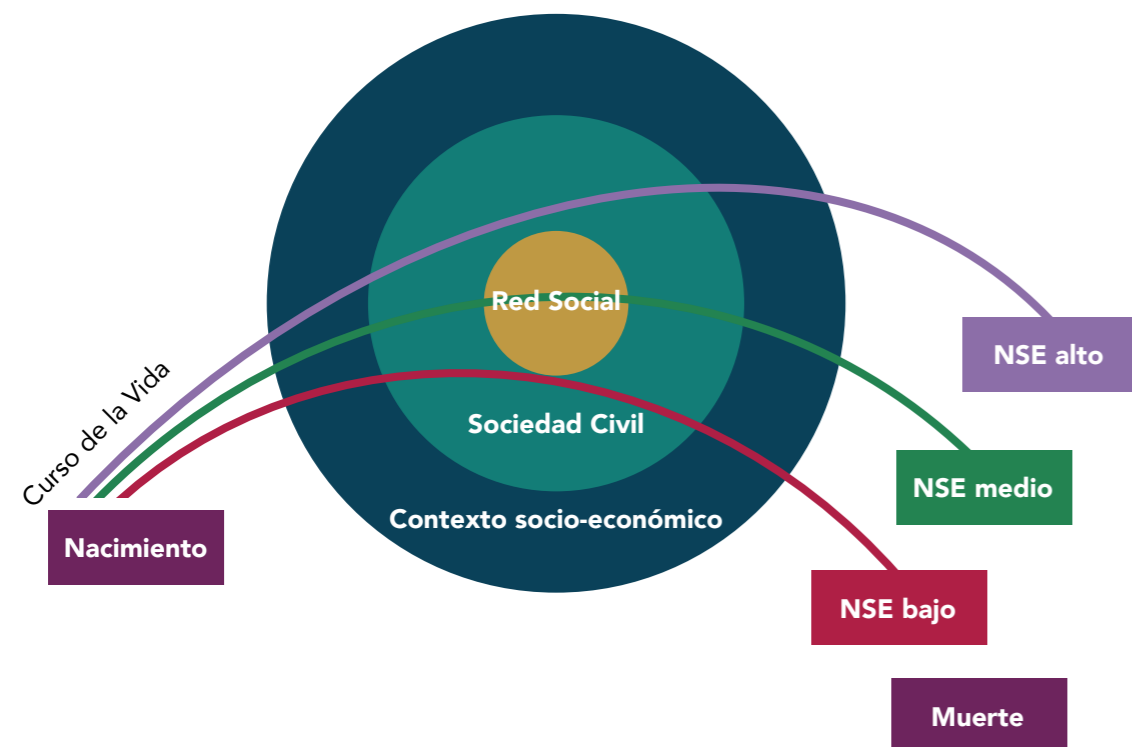 Curso de la Vida
Nacimiento
Red Social
Sociedad Civil
Contexto socio-económico
NSE alto
NSE medio
NSE bajo
Muerte